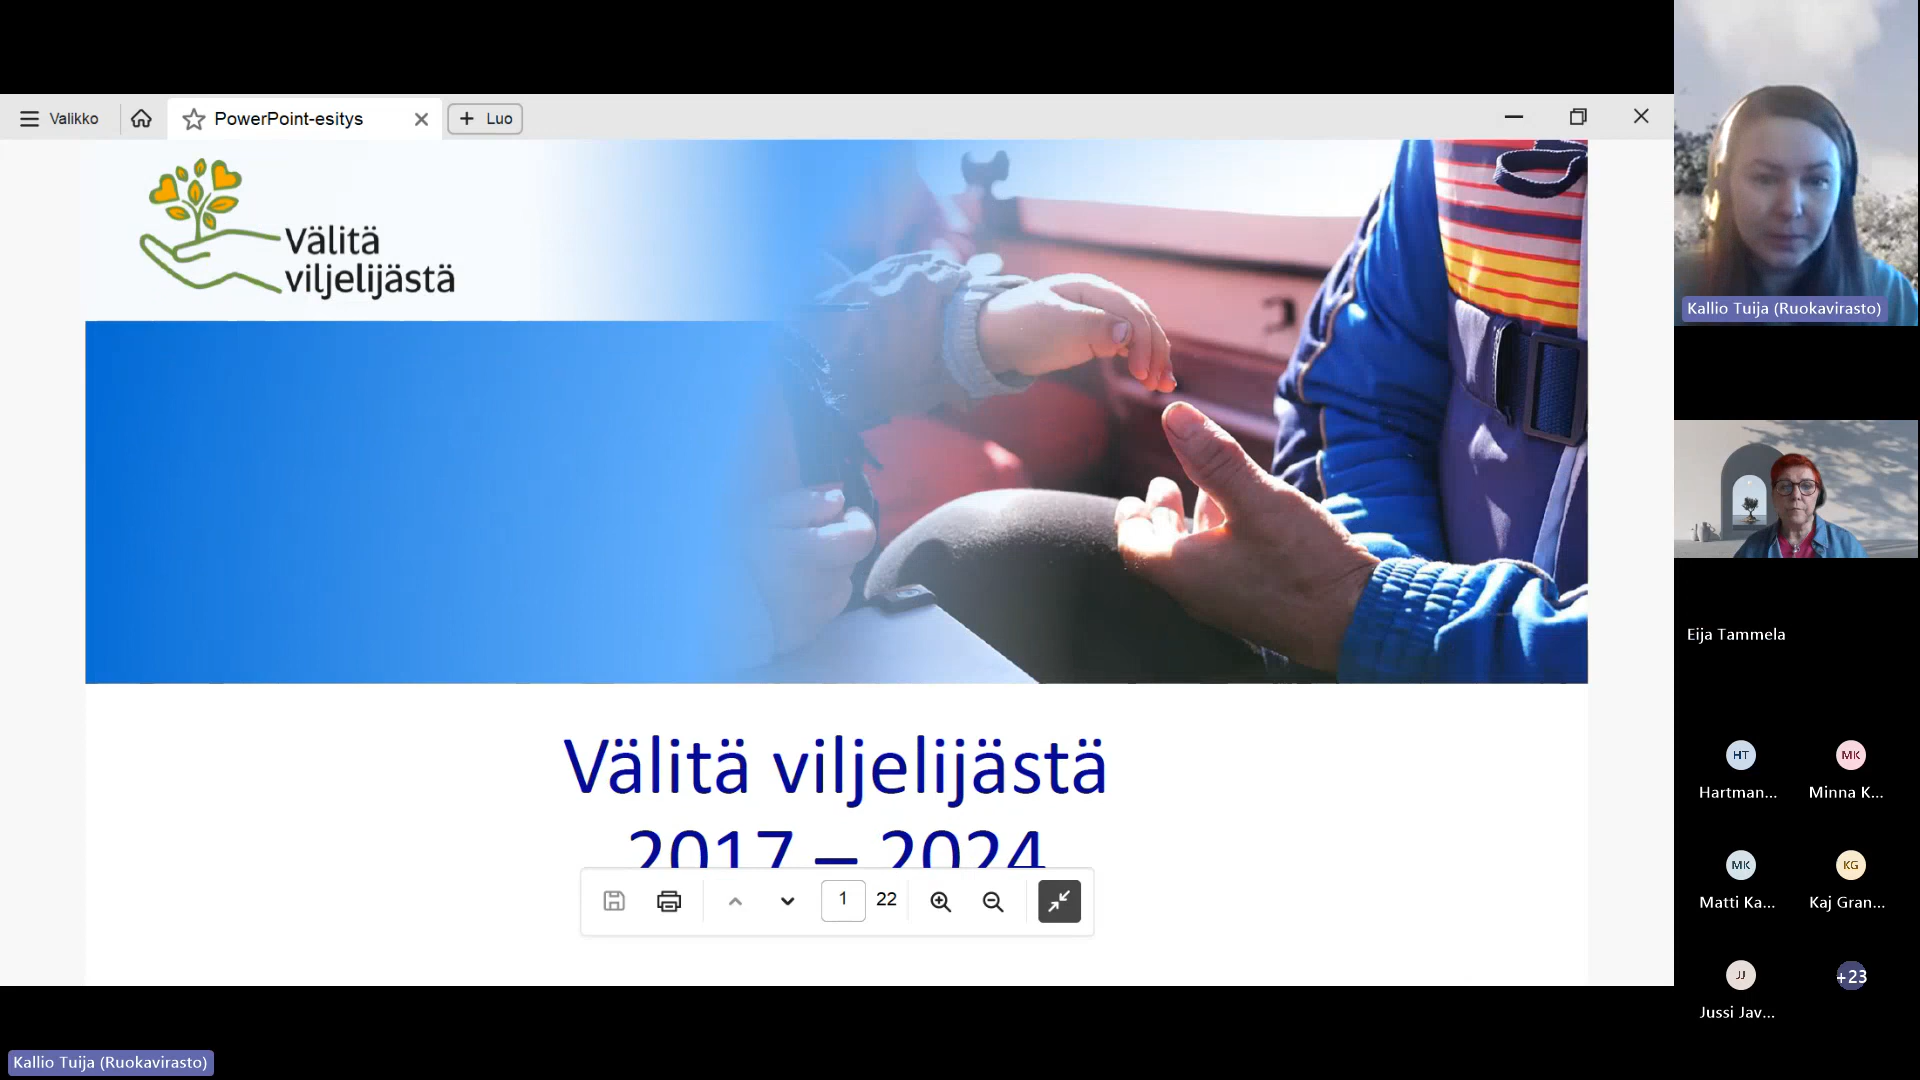 Valikko
PowerPoint-esitys
Luo
Välitä
viljelijästä
Välitä viljelijästä
2017 – 2024
1
22
Kallio Tuija (Ruokavirasto)
Eija Tammela
HT
MK
Hartman...
Minna K...
MK
KG
Matti Ka...
Kaj Gran...
JJ
+23
Jussi Jav...
Kallio Tuija (Ruokavirasto)